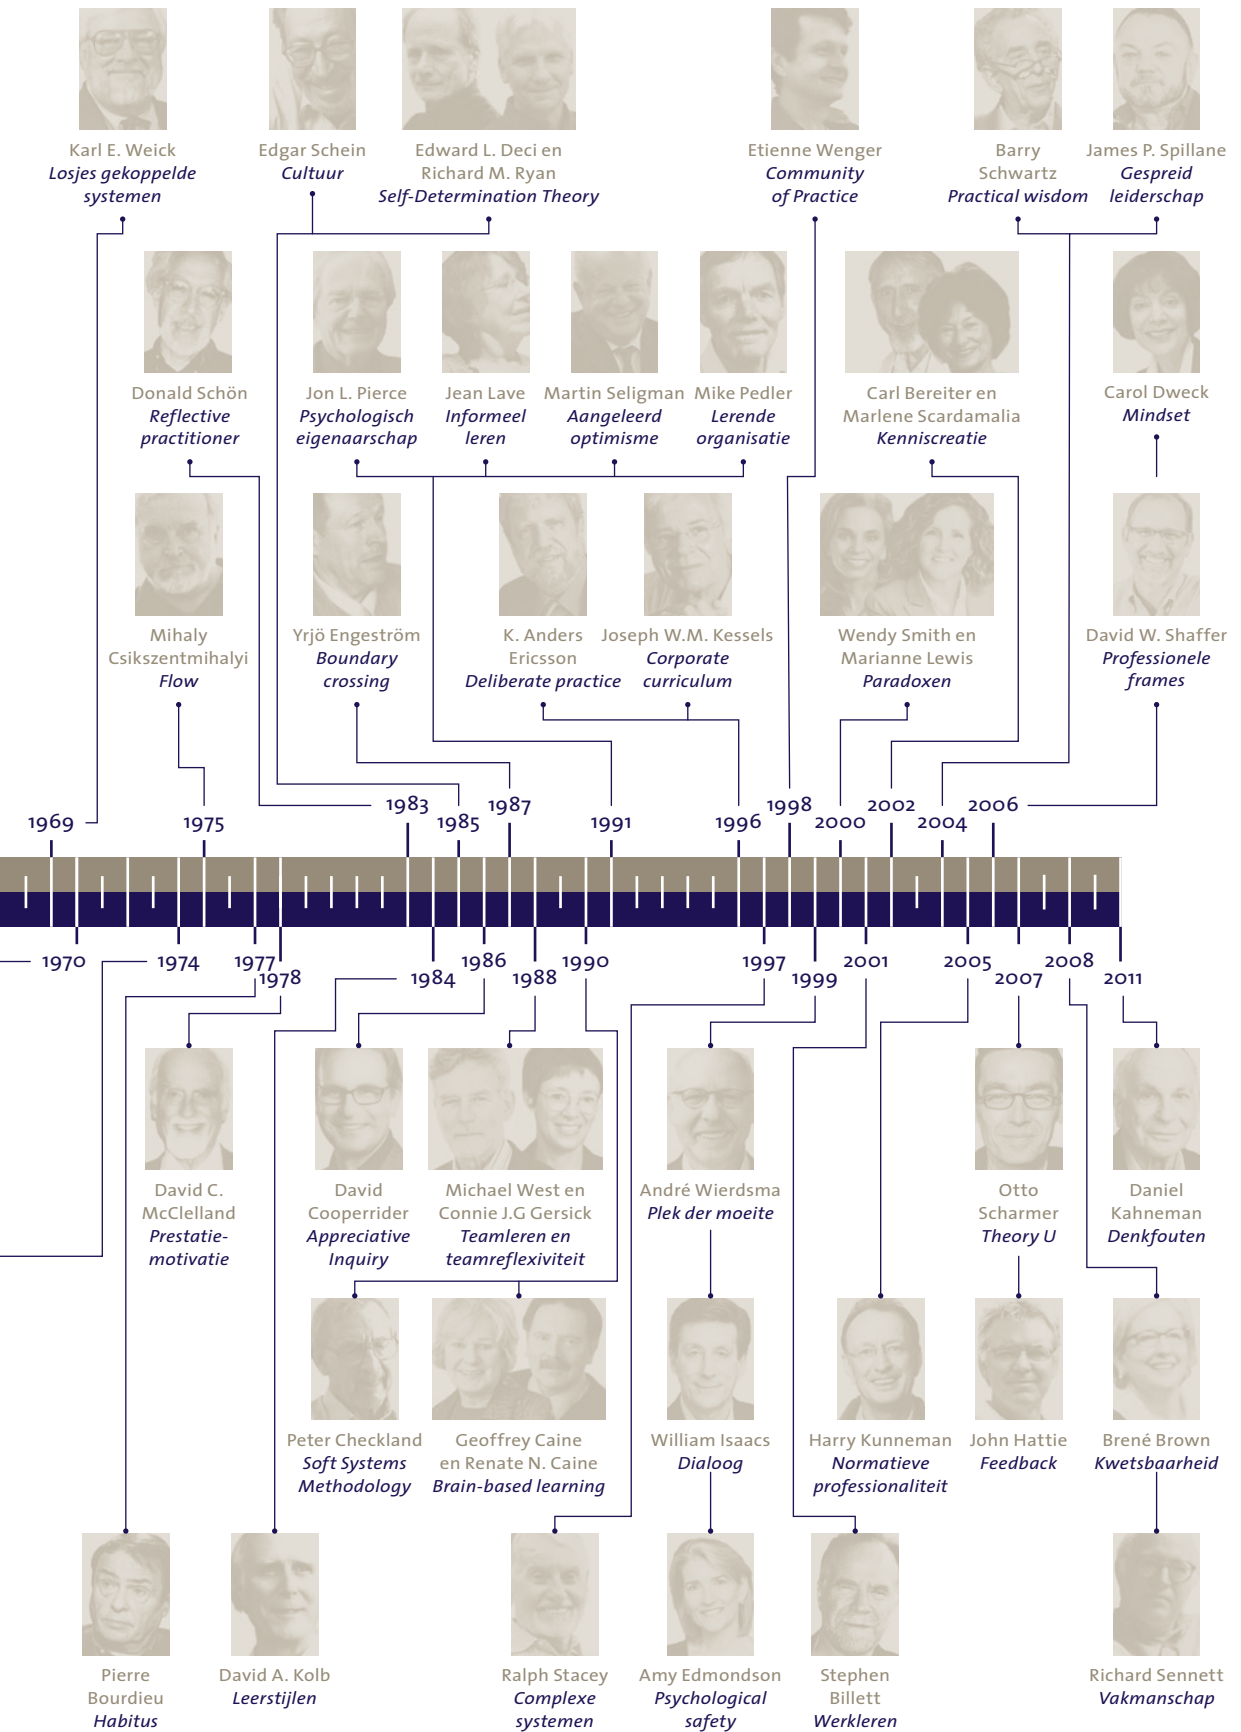 Karl E. Weick
Losjes gekoppelde
systemen
Edgar Schein
Cultuur
Edward L. Deci en
Richard M. Ryan
Self-Determination Theory
Etienne Wenger
Community
of Practice
Barry
Schwartz
Practical wisdom
James P. Spillane
Gespreid
leiderschap
Donald Schön
Reflective
practitioner
Jon L. Pierce
Psychologisch
eigenaarschap
Jean Lave
Informeel
leren
Martin Seligman
Aangeleerd
optimisme
Mike Pedler
Lerende
organisatie
Carl Bereiter en
Marlene Scardamalia
Kenniscreatie
Carol Dweck
Mindset
Mihaly
Csikszentmihalyi
Flow
Yrjö Engeström
Boundary
crossing
K. Anders
Ericsson
Deliberate practice
Joseph W.M. Kessels
Corporate
curriculum
Wendy Smith en
Marianne Lewis
Paradoxen
David W. Shaffer
Professionele
frames
1969
1975
1983
1985
1987
1991
1996
1998
2000
2002
2004
2006
1970
1974
1977
1978
1984
1986
1988
1990
1997
1999
2001
2005
2007
2008
2011
David C.
McClelland
Prestatie-
motivatie
David
Cooperrider
Appreciative
Inquiry
Michael West en
Connie J.G Gersick
Teamleren en
teamreflexiviteit
André Wierdsma
Plek der moeite
Otto
Scharmer
Theory U
Daniel
Kahneman
Denkfouten
Peter Checkland
Soft Systems
Methodology
Geoffrey Caine
en Renate N. Caine
Brain-based learning
William Isaacs
Dialoog
Harry Kunneman
Normatieve
professionaliteit
John Hattie
Feedback
Brené Brown
Kwetsbaarheid
Pierre
Bourdieu
Habitus
David A. Kolb
Leerstijlen
Ralph Stacey
Complexe
systemen
Amy Edmondson
Psychological
safety
Stephen
Billett
Werkleren
Richard Sennett
Vakmanschap